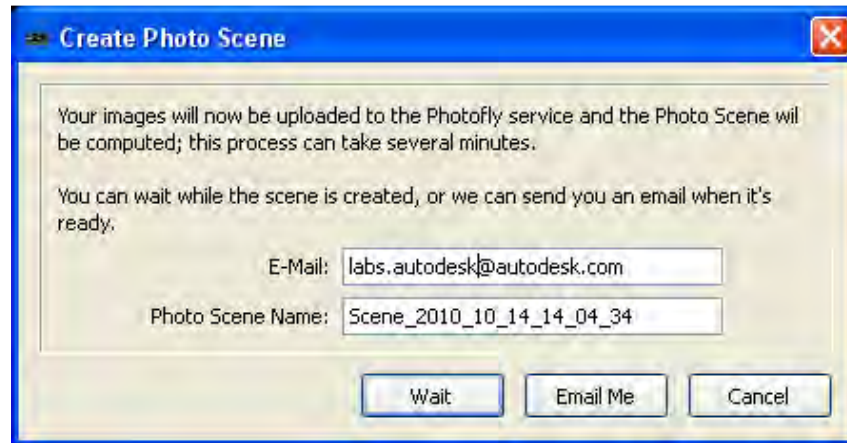 Create Photo Scene
Your images will now be uploaded to the Photofly service and the Photo Scene wil
be computed; this process can take several minutes.
You can wait while the scene is created, or we can send you an email when it's
ready.
E-Mail: labs.autodesk@autodesk.com
Photo Scene Name: Scene_2010_10_14_14_04_34
Wait Email Me Cancel